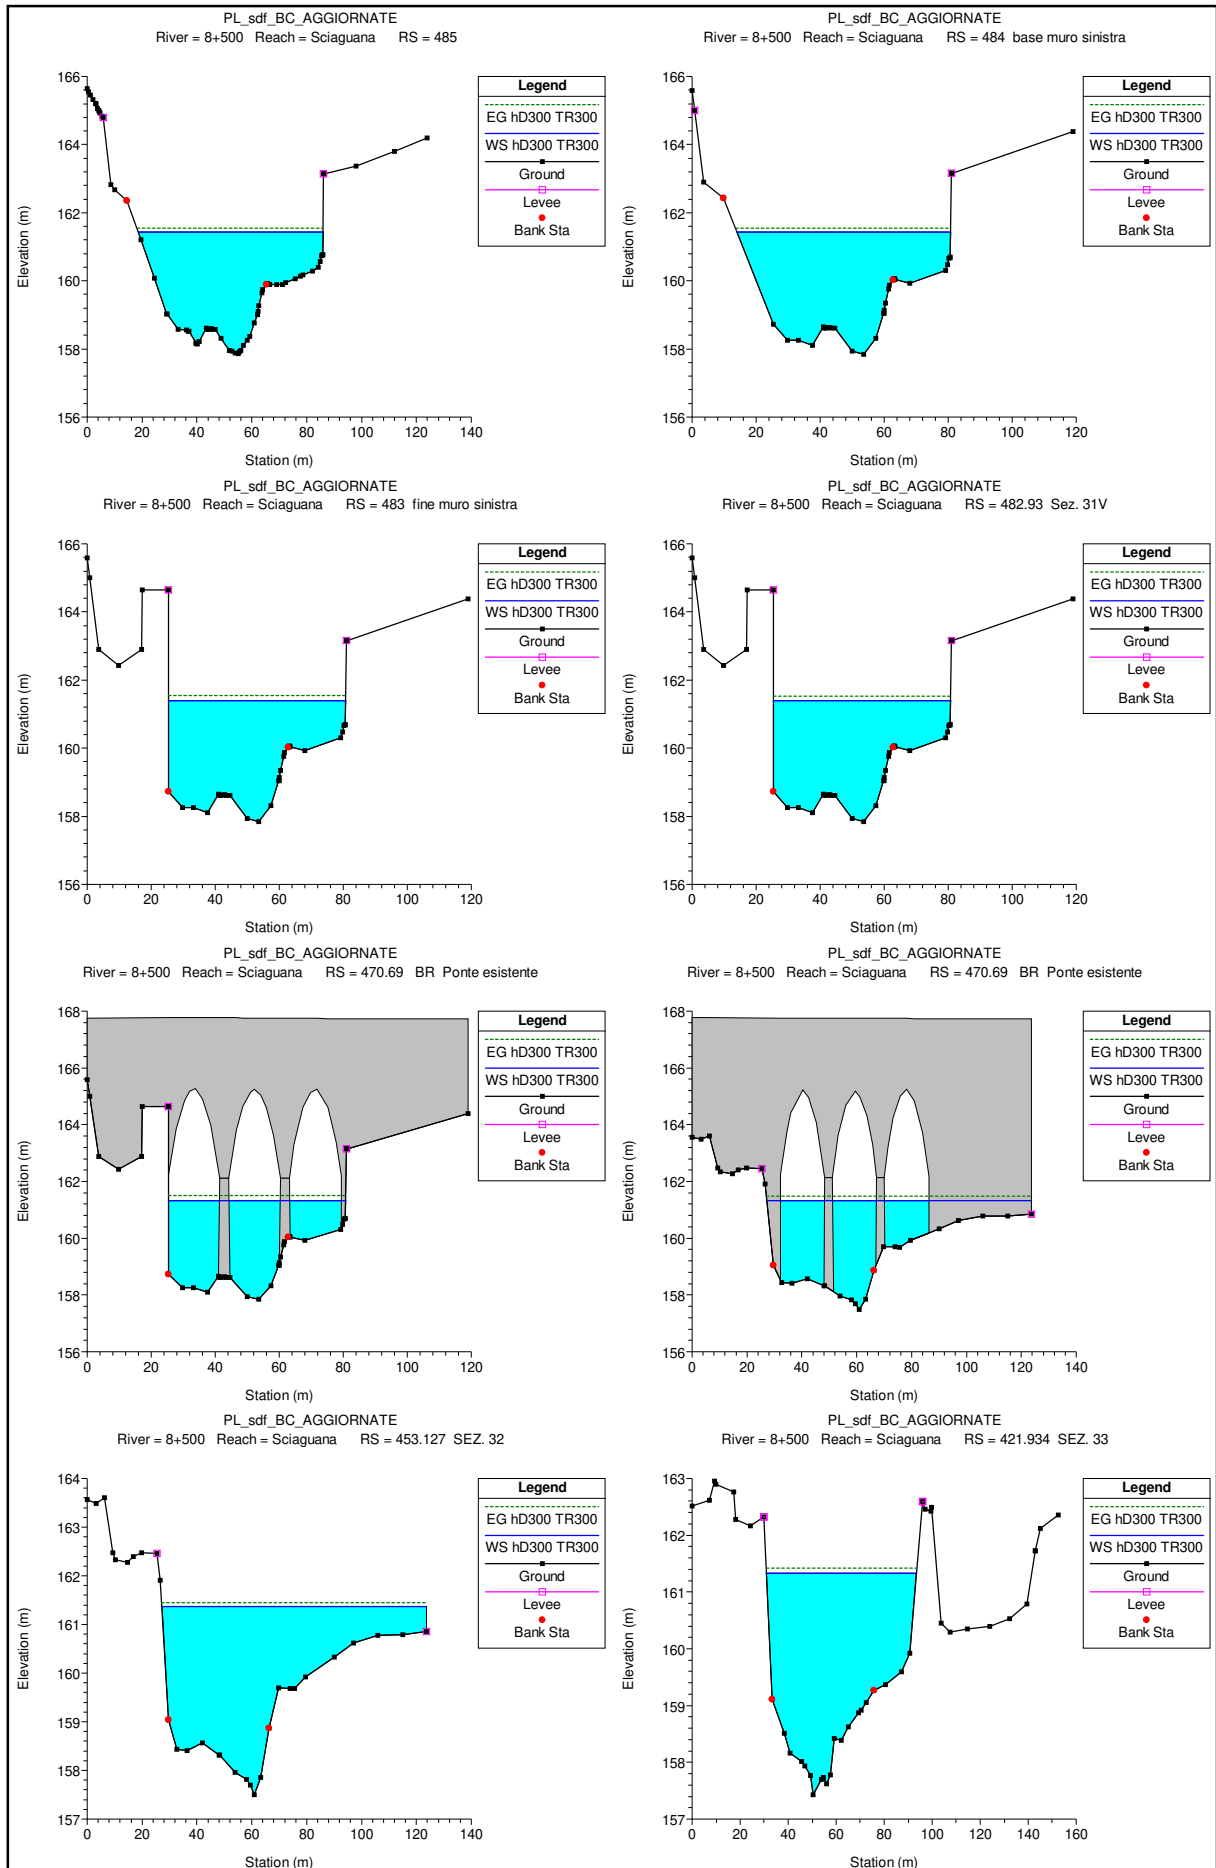 PL_sdf_BC_AGGIORNATE
River = 8+500 Reach = Sciaguana RS = 485
Legend
EG hD300 TR300
WS hD300 TR300
Ground
Levee
Bank Sta
Elevation (m)
166
164
162
160
158
156
0 20 40 60 80 100 120 140
Station (m)
PL_sdf_BC_AGGIORNATE
River = 8+500 Reach = Sciaguana RS = 484 base muro sinistra
Legend
EG hD300 TR300
WS hD300 TR300
Ground
Levee
Bank Sta
Elevation (m)
166
164
162
160
158
156
0 20 40 60 80 100 120
Station (m)
PL_sdf_BC_AGGIORNATE
River = 8+500 Reach = Sciaguana RS = 483 fine muro sinistra
Legend
EG hD300 TR300
WS hD300 TR300
Ground
Levee
Bank Sta
Elevation (m)
166
164
162
160
158
156
0 20 40 60 80 100 120
Station (m)
PL_sdf_BC_AGGIORNATE
River = 8+500 Reach = Sciaguana RS = 482.93 Sez. 31V
Legend
EG hD300 TR300
WS hD300 TR300
Ground
Levee
Bank Sta
Elevation (m)
166
164
162
160
158
156
0 20 40 60 80 100 120
Station (m)
PL_sdf_BC_AGGIORNATE
River = 8+500 Reach = Sciaguana RS = 470.69 BR Ponte esistente
Legend
EG hD300 TR300
WS hD300 TR300
Ground
Levee
Bank Sta
Elevation (m)
168
166
164
162
160
158
156
0 20 40 60 80 100 120
Station (m)
PL_sdf_BC_AGGIORNATE
River = 8+500 Reach = Sciaguana RS = 470.69 BR Ponte esistente
Legend
EG hD300 TR300
WS hD300 TR300
Ground
Levee
Bank Sta
Elevation (m)
168
166
164
162
160
158
156
0 20 40 60 80 100 120 140
Station (m)
PL_sdf_BC_AGGIORNATE
River = 8+500 Reach = Sciaguana RS = 453.127 SEZ. 32
Legend
EG hD300 TR300
WS hD300 TR300
Ground
Levee
Bank Sta
Elevation (m)
164
163
162
161
160
159
158
157
0 20 40 60 80 100 120 140
Station (m)
PL_sdf_BC_AGGIORNATE
River = 8+500 Reach = Sciaguana RS = 421.934 SEZ. 33
Legend
EG hD300 TR300
WS hD300 TR300
Ground
Levee
Bank Sta
Elevation (m)
163
162
161
160
159
158
157
0 20 40 60 80 100 120 140 160
Station (m)